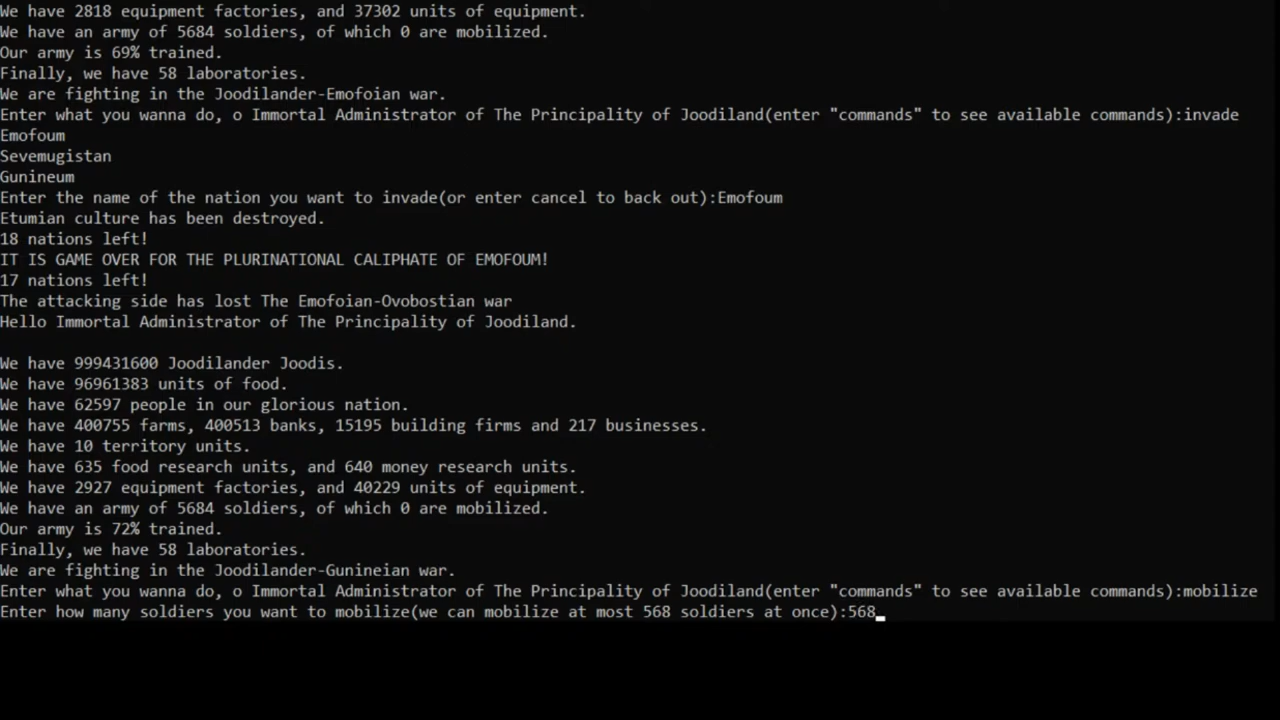 We have 2818 equipment factories, and 37302 units of equipment.
We have an army of 5684 soldiers, of which 0 are mobilized.
Our army is 69% trained.
Finally, we have 58 laboratories.
We are fighting in the Joodilander-Emofoian war.
Enter what you wanna do, o Immortal Administrator of The Principality of Joodiland(enter "commands" to see available commands):invade
Emofoum
Sevemugistan
Gunineum
Enter the name of the nation you want to invade(or enter cancel to back out):Emofoum
Etumian culture has been destroyed.
18 nations left!
IT IS GAME OVER FOR THE PLURINATIONAL CALIPHATE OF EMOFOUM!
17 nations left!
The attacking side has lost The Emofoian-Ovobostian war
Hello Immortal Administrator of The Principality of Joodiland.
We have 999431600 Joodilander Joodis.
We have 96961383 units of food.
We have 62597 people in our glorious nation.
We have 400755 farms, 400513 banks, 15195 building firms and 217 businesses.
We have 10 territory units.
We have 635 food research units, and 640 money research units.
We have 2927 equipment factories, and 40229 units of equipment.
We have an army of 5684 soldiers, of which 0 are mobilized.
Our army is 72% trained.
Finally, we have 58 laboratories.
We are fighting in the Joodilander-Gunineian war.
Enter what you wanna do, o Immortal Administrator of The Principality of Joodiland(enter "commands" to see available commands):mobilize
Enter how many soldiers you want to mobilize(we can mobilize at most 568 soldiers at once):568